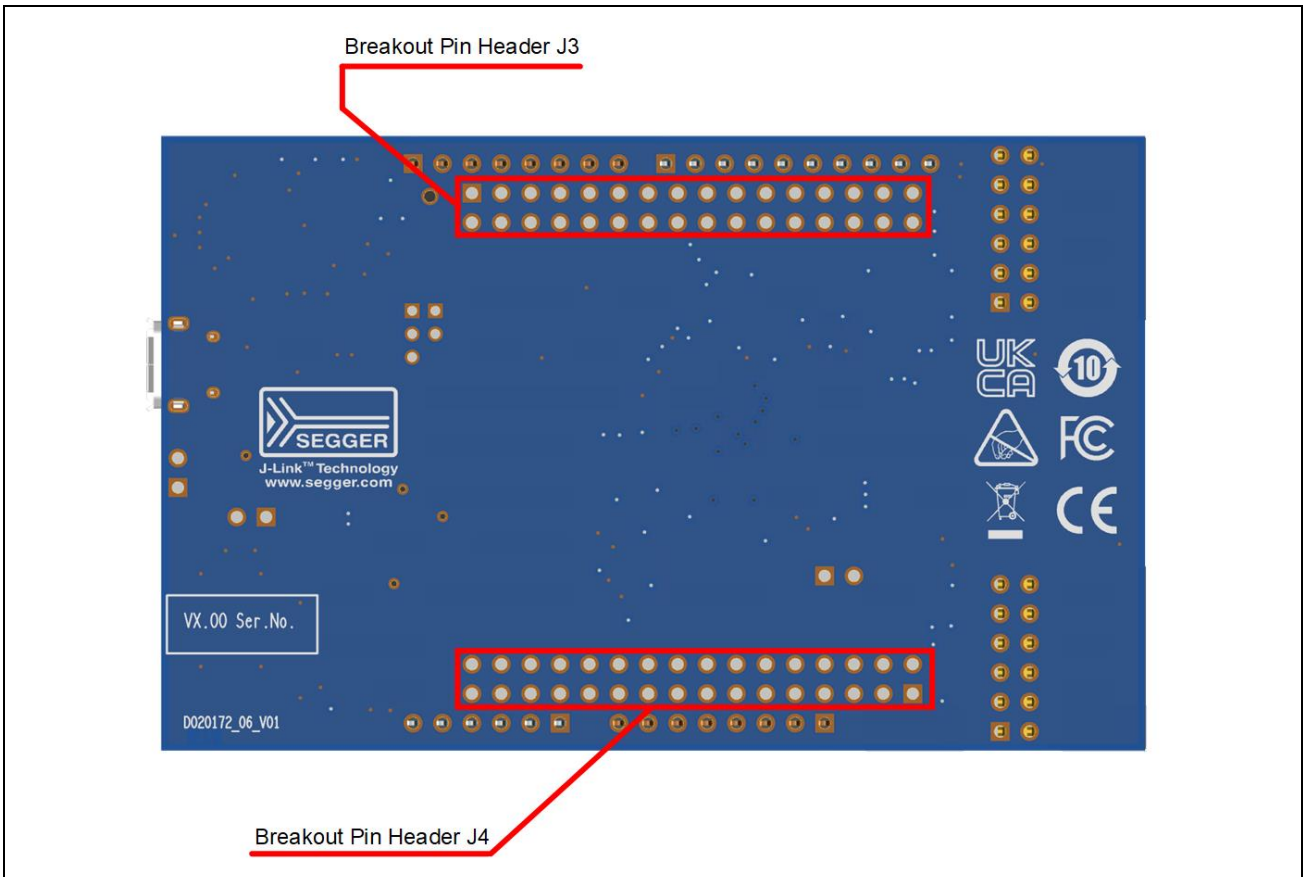 Breakout Pin Header J3
UK
CA
10
SEGGER
FC
J-Link™ Technology
www.segger.com
CE
VX.00 Ser.No.
D020172_06_V01
Breakout Pin Header J4